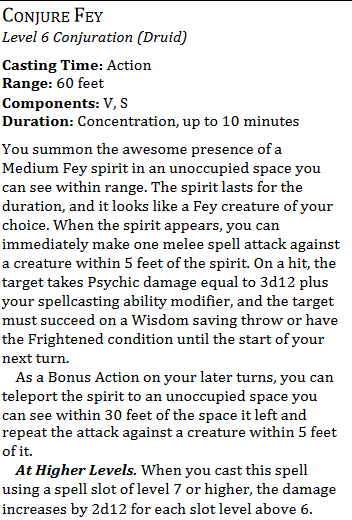 CONJURE FEY
Level 6 Conjuration (Druid)
Casting Time: Action
Range: 60 feet
Components: V, S
Duration: Concentration, up to 10 minutes
You summon the awesome presence of a
Medium Fey spirit in an unoccupied space you
can see within range. The spirit lasts for the
duration, and it looks like a Fey creature of your
choice. When the spirit appears, you can
immediately make one melee spell attack against
a creature within 5 feet of the spirit. On a hit, the
target takes Psychic damage equal to 3d12 plus
your spellcasting ability modifier, and the target
must succeed on a Wisdom saving throw or have
the Frightened condition until the start of your
next turn.
As a Bonus Action on your later turns, you can
teleport the spirit to an unoccupied space you
can see within 30 feet of the space it left and
repeat the attack against a creature within 5 feet
of it.
At Higher Levels. When you cast this spell
using a spell slot of level 7 or higher, the damage
increases by 2d12 for each slot level above 6.